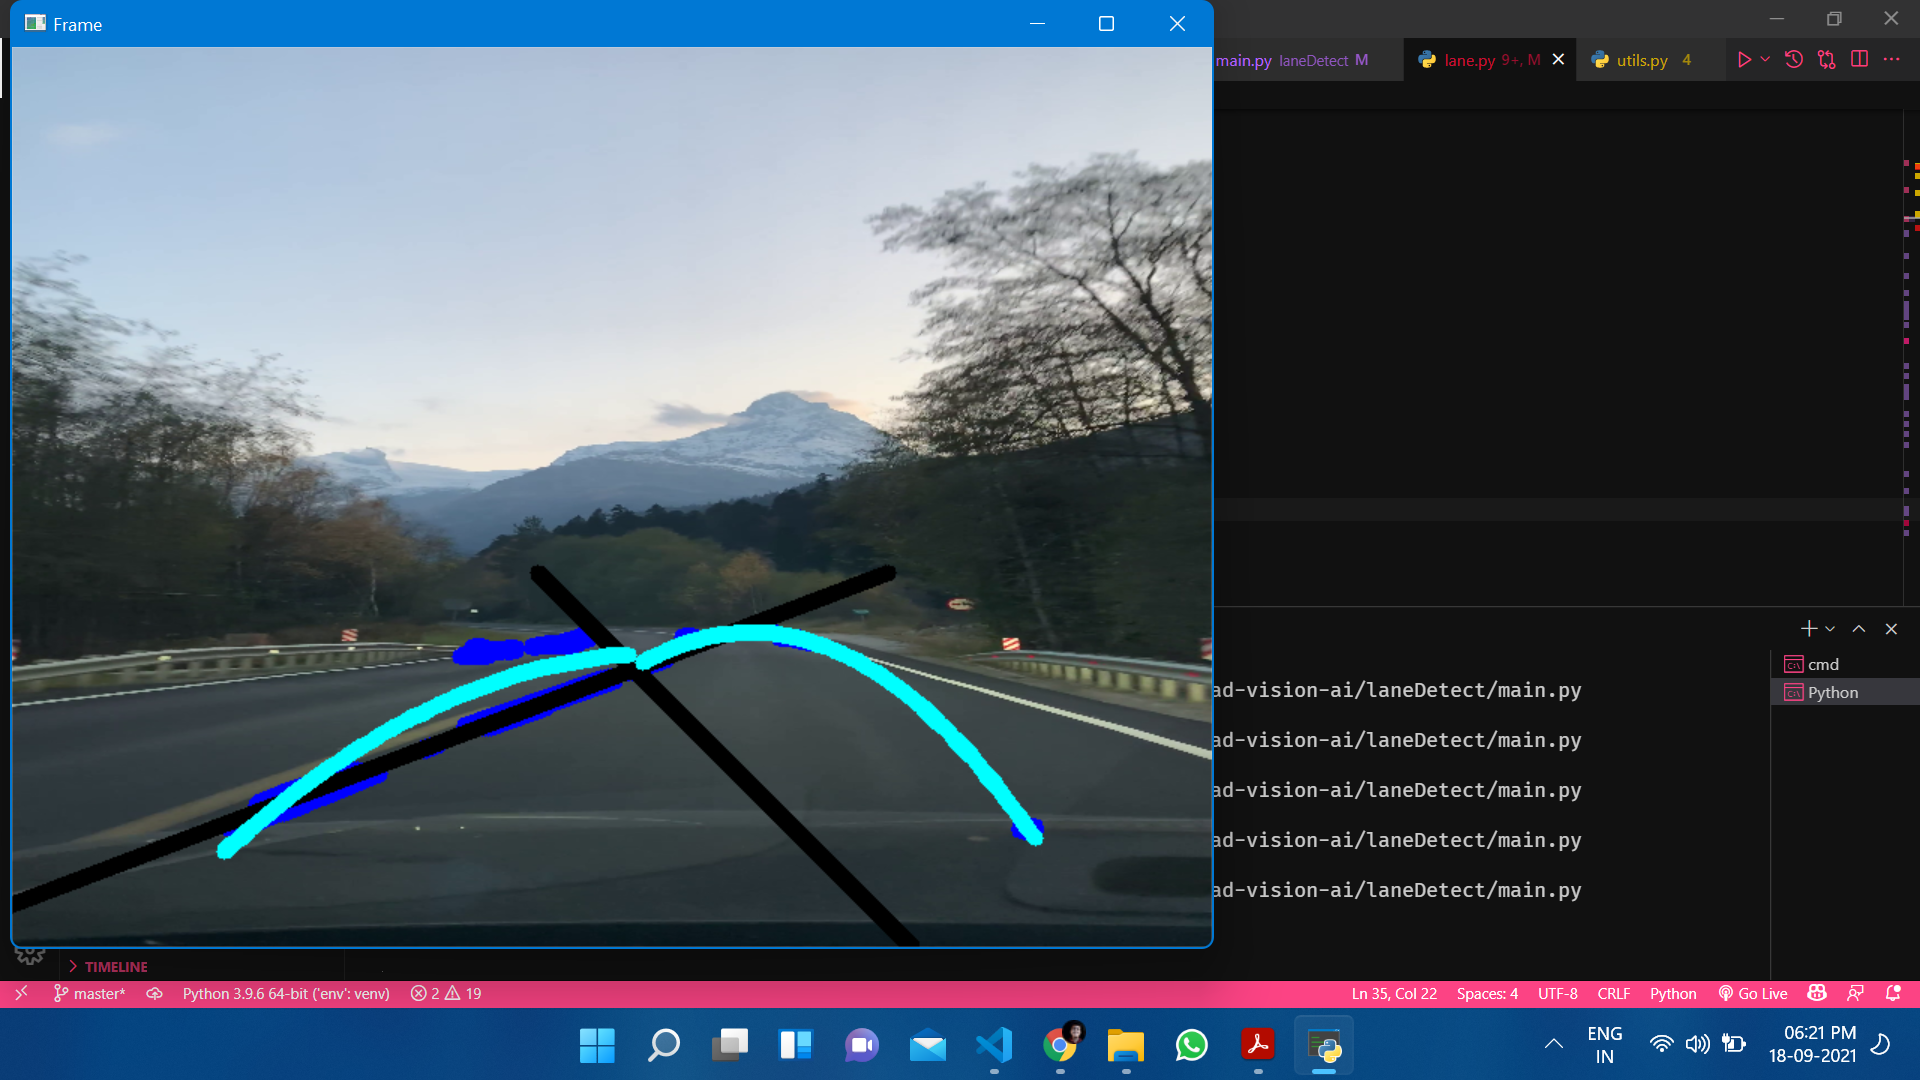 Frame
main.py laneDetect M
lane.py 9+, M
utils.py 4
cmd
Python
ad-vision-ai/laneDetect/main.py
ad-vision-ai/laneDetect/main.py
ad-vision-ai/laneDetect/main.py
ad-vision-ai/laneDetect/main.py
ad-vision-ai/laneDetect/main.py
TIMELINE
master* Python 3.9.6 64-bit ('env': venv) 2 19 Ln 35, Col 22 Spaces: 4 UTF-8 CRLF Python Go Live
ENG
IN
06:21 PM
18-09-2021